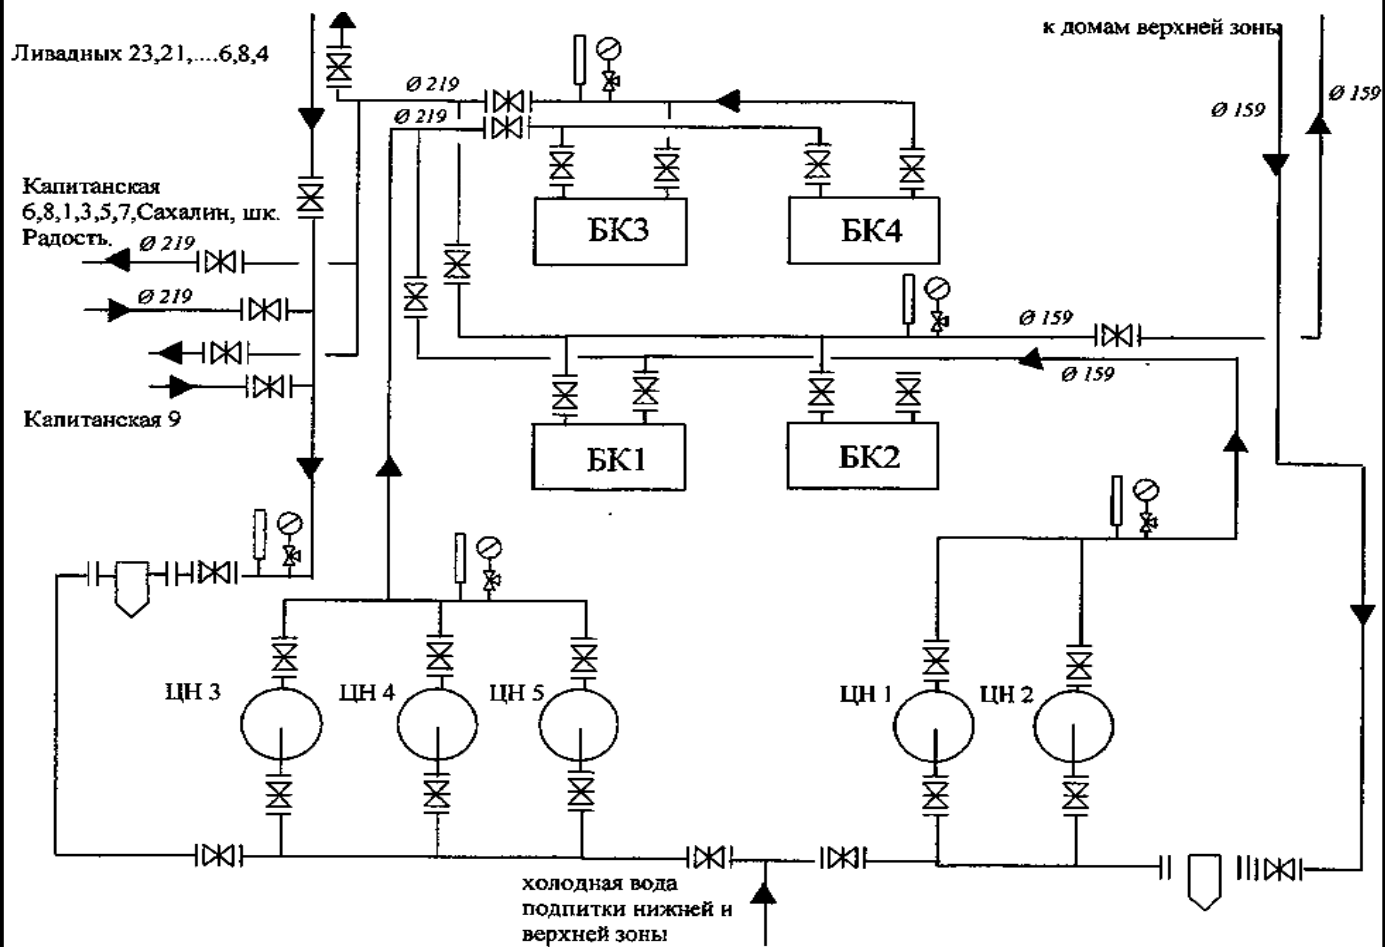 Ливадных 23,21,....6,8,4
к домам верхней зоны
Ø 219
Ø 219
Ø 159
Ø 159
Капитанская
6,8,1,3,5,7,Сахалин, шк.
Радость.
Ø 219
Ø 219
БК3
БК4
Ø 159
Ø 159
Капитанская 9
БК1
БК2
ЦН 3
ЦН 4
ЦН 5
ЦН 1
ЦН 2
холодная вода
подпитки нижней и
верхней зоны